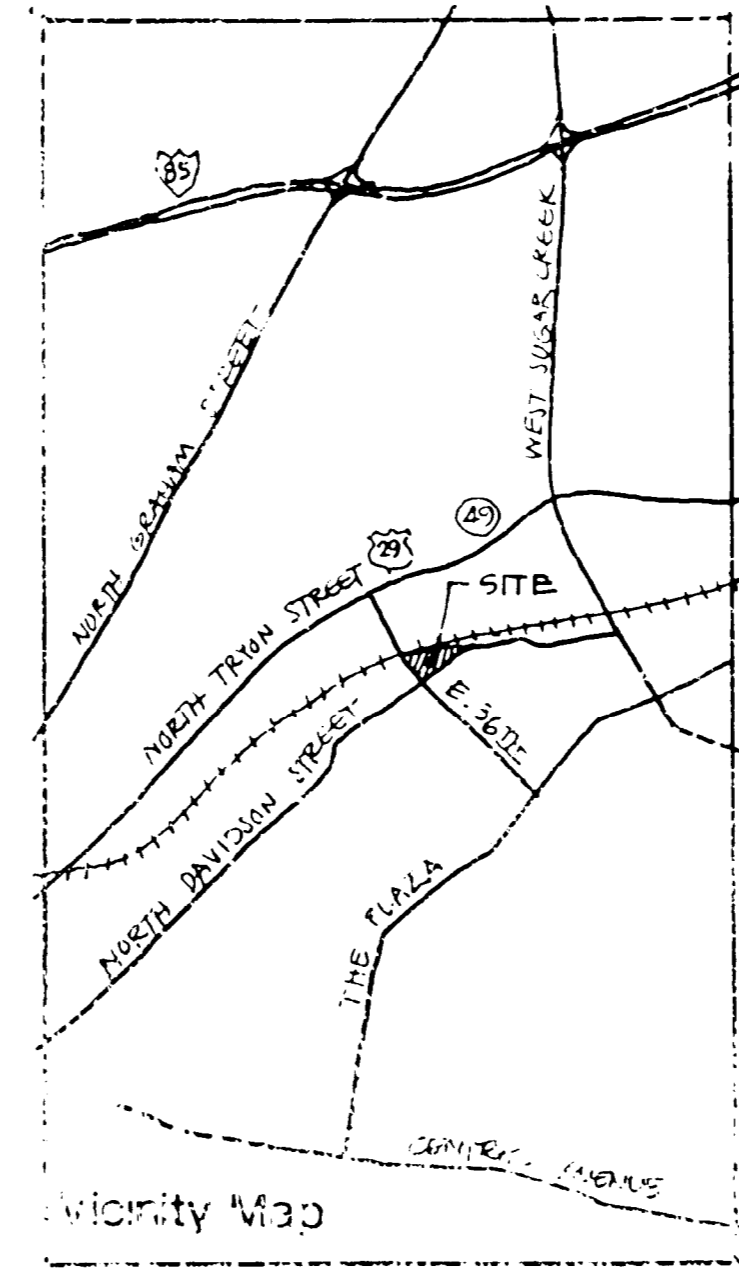 85
WEST SUGAR CREEK
NORTH GRAHAM STREET
49
29
NORTH TRYON STREET
SITE
E. 36TH
NORTH DAVIDSON STREET
THE PLAZA
CENTRAL AVENUE
Vicinity Map